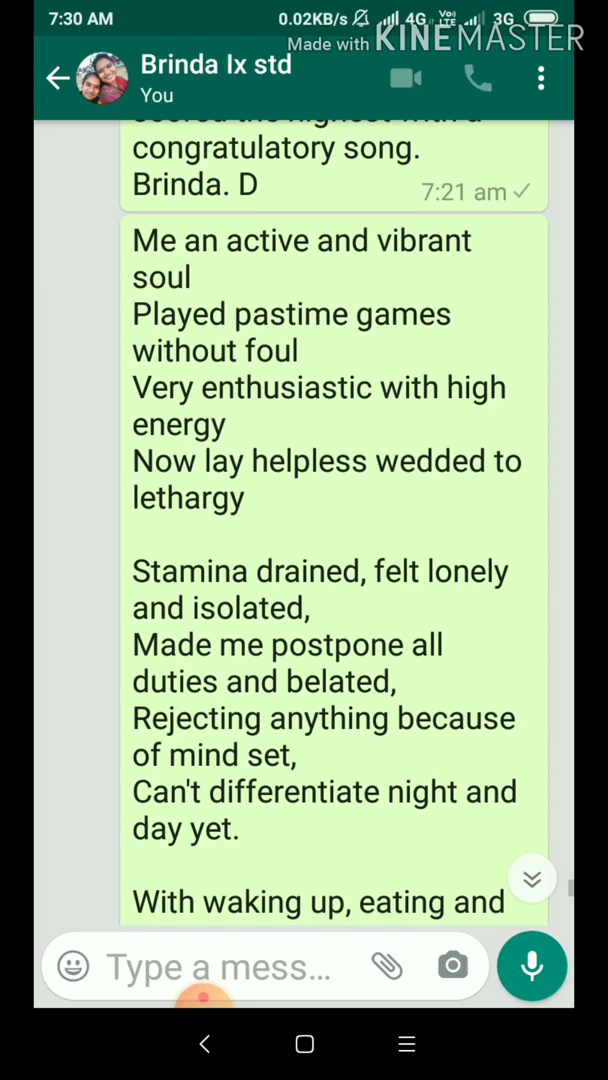 7:30 AM
0.02KB/s 4G Vo) LTE 3G
Made with KINEMASTER
Brinda Ix std
You
congratulatory song.
Brinda. D
7:21 am
Me an active and vibrant
soul
Played pastime games
without foul
Very enthusiastic with high
energy
Now lay helpless wedded to
lethargy
Stamina drained, felt lonely
and isolated,
Made me postpone all
duties and belated,
Rejecting anything because
of mind set,
Can't differentiate night and
day yet.
With waking up, eating and
Type a mess...